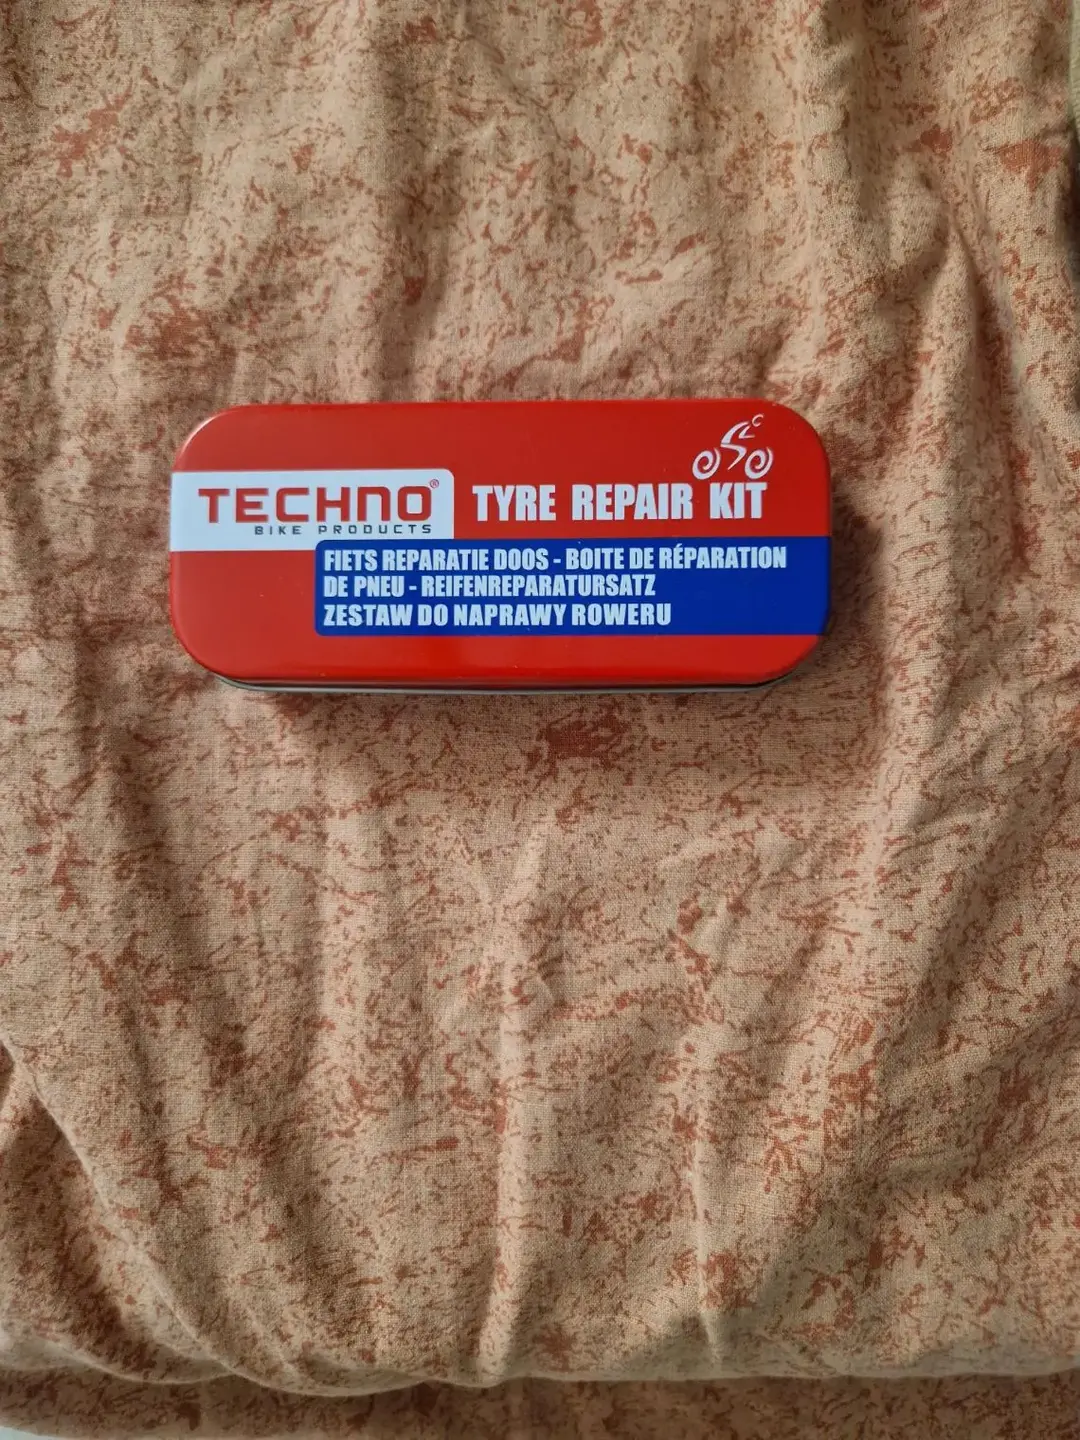 TECHNO®
BIKE PRODUCTS
TYRE REPAIR KIT
FIETS REPARATIE DOOS - BOITE DE RÉPARATION
DE PNEU - REIFENREPARATURSATZ
ZESTAW DO NAPRAWY ROWERU